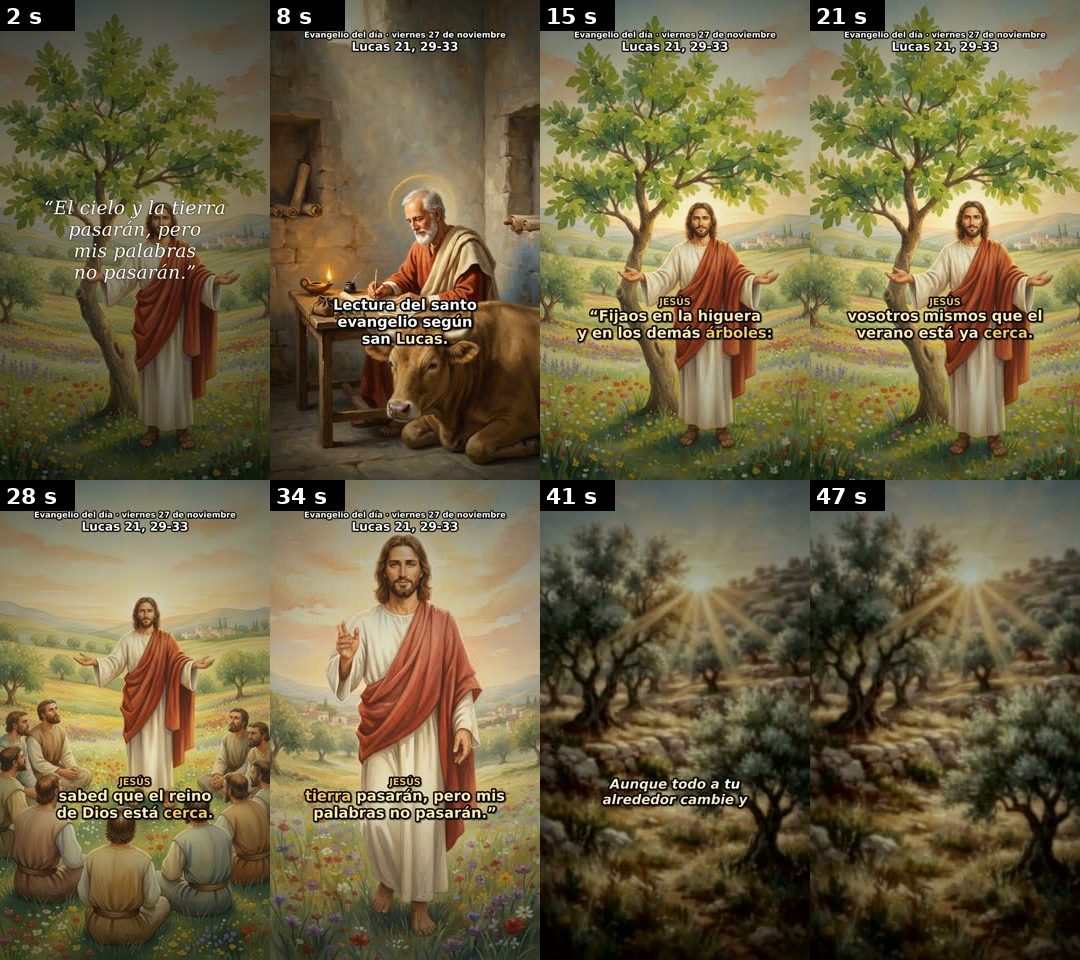 2 s
“El cielo y la tierra
pasarán, pero
mis palabras
no pasarán.”
8 s
Evangelio del día · viernes 27 de noviembre
Lucas 21, 29-33
Lectura del santo
evangelio según
san Lucas.
15 s
Evangelio del día · viernes 27 de noviembre
Lucas 21, 29-33
JESÚS
“Fijaos en la higuera
y en los demás árboles:
21 s
Evangelio del día · viernes 27 de noviembre
Lucas 21, 29-33
JESÚS
vosotros mismos que el
verano está ya cerca.
28 s
Evangelio del día · viernes 27 de noviembre
Lucas 21, 29-33
JESÚS
sabed que el reino
de Dios está cerca.
34 s
Evangelio del día · viernes 27 de noviembre
Lucas 21, 29-33
JESÚS
tierra pasarán, pero mis
palabras no pasarán.”
41 s
Aunque todo a tu
alrededor cambie y
47 s